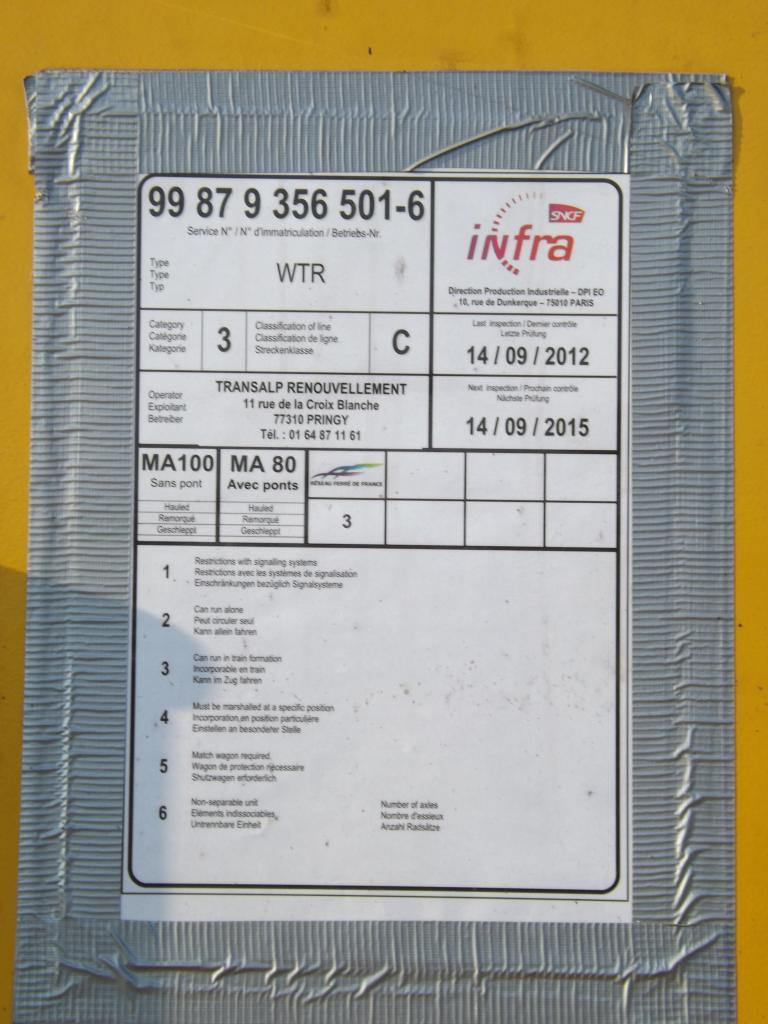 99 87 9 356 501-6
Service N° / N° d'immatriculation / Betriebs-Nr.
Type
Type
Typ
WTR
SNCF
infra
Direction Production Industrielle – DPI EO
10, rue de Dunkerque – 75010 PARIS
Category
Catégorie
Kategorie
3
Classification of line
Classification de ligne
Streckenklasse
C
Last inspection / Dernier contrôle
Letzte Prüfung
14 / 09 / 2012
Operator
Exploitant
Betreiber
TRANSALP RENOUVELLEMENT
11 rue de la Croix Blanche
77310 PRINGY
Tél. : 01 64 87 11 61
Next inspection / Prochain contrôle
Nächste Prüfung
14 / 09 / 2015
MA100
Sans pont
Hauled
Remorqué
Geschleppt
MA 80
Avec ponts
Hauled
Remorqué
Geschleppt
RÉSEAU FERRÉ DE FRANCE
3
1
Restrictions with signalling systems
Restrictions avec les systèmes de signalisation
Einschränkungen bezüglich Signalsysteme
2
Can run alone
Peut circuler seul
Kann allein fahren
3
Can run in train formation
Incorporable en train
Kann im Zug fahren
4
Must be marshalled at a specific position
Incorporation en position particulière
Einstellen an besonderer Stelle
5
Match wagon required
Wagon de protection nécessaire
Shutzwagen erforderlich
6
Non-separable unit
Eléments indissociables
Untrennbare Einheit
Number of axles
Nombre d'essieux
Anzahl Radsätze